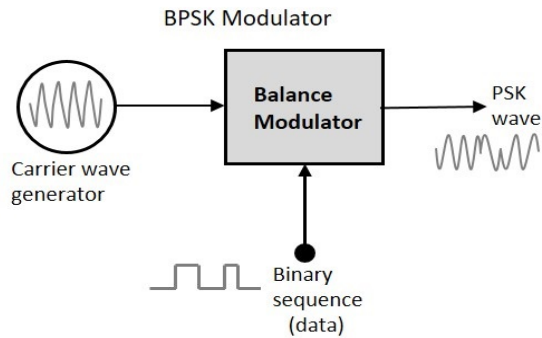 BPSK Modulator
Balance
Modulator
PSK
wave
Carrier wave
generator
Binary
sequence
(data)